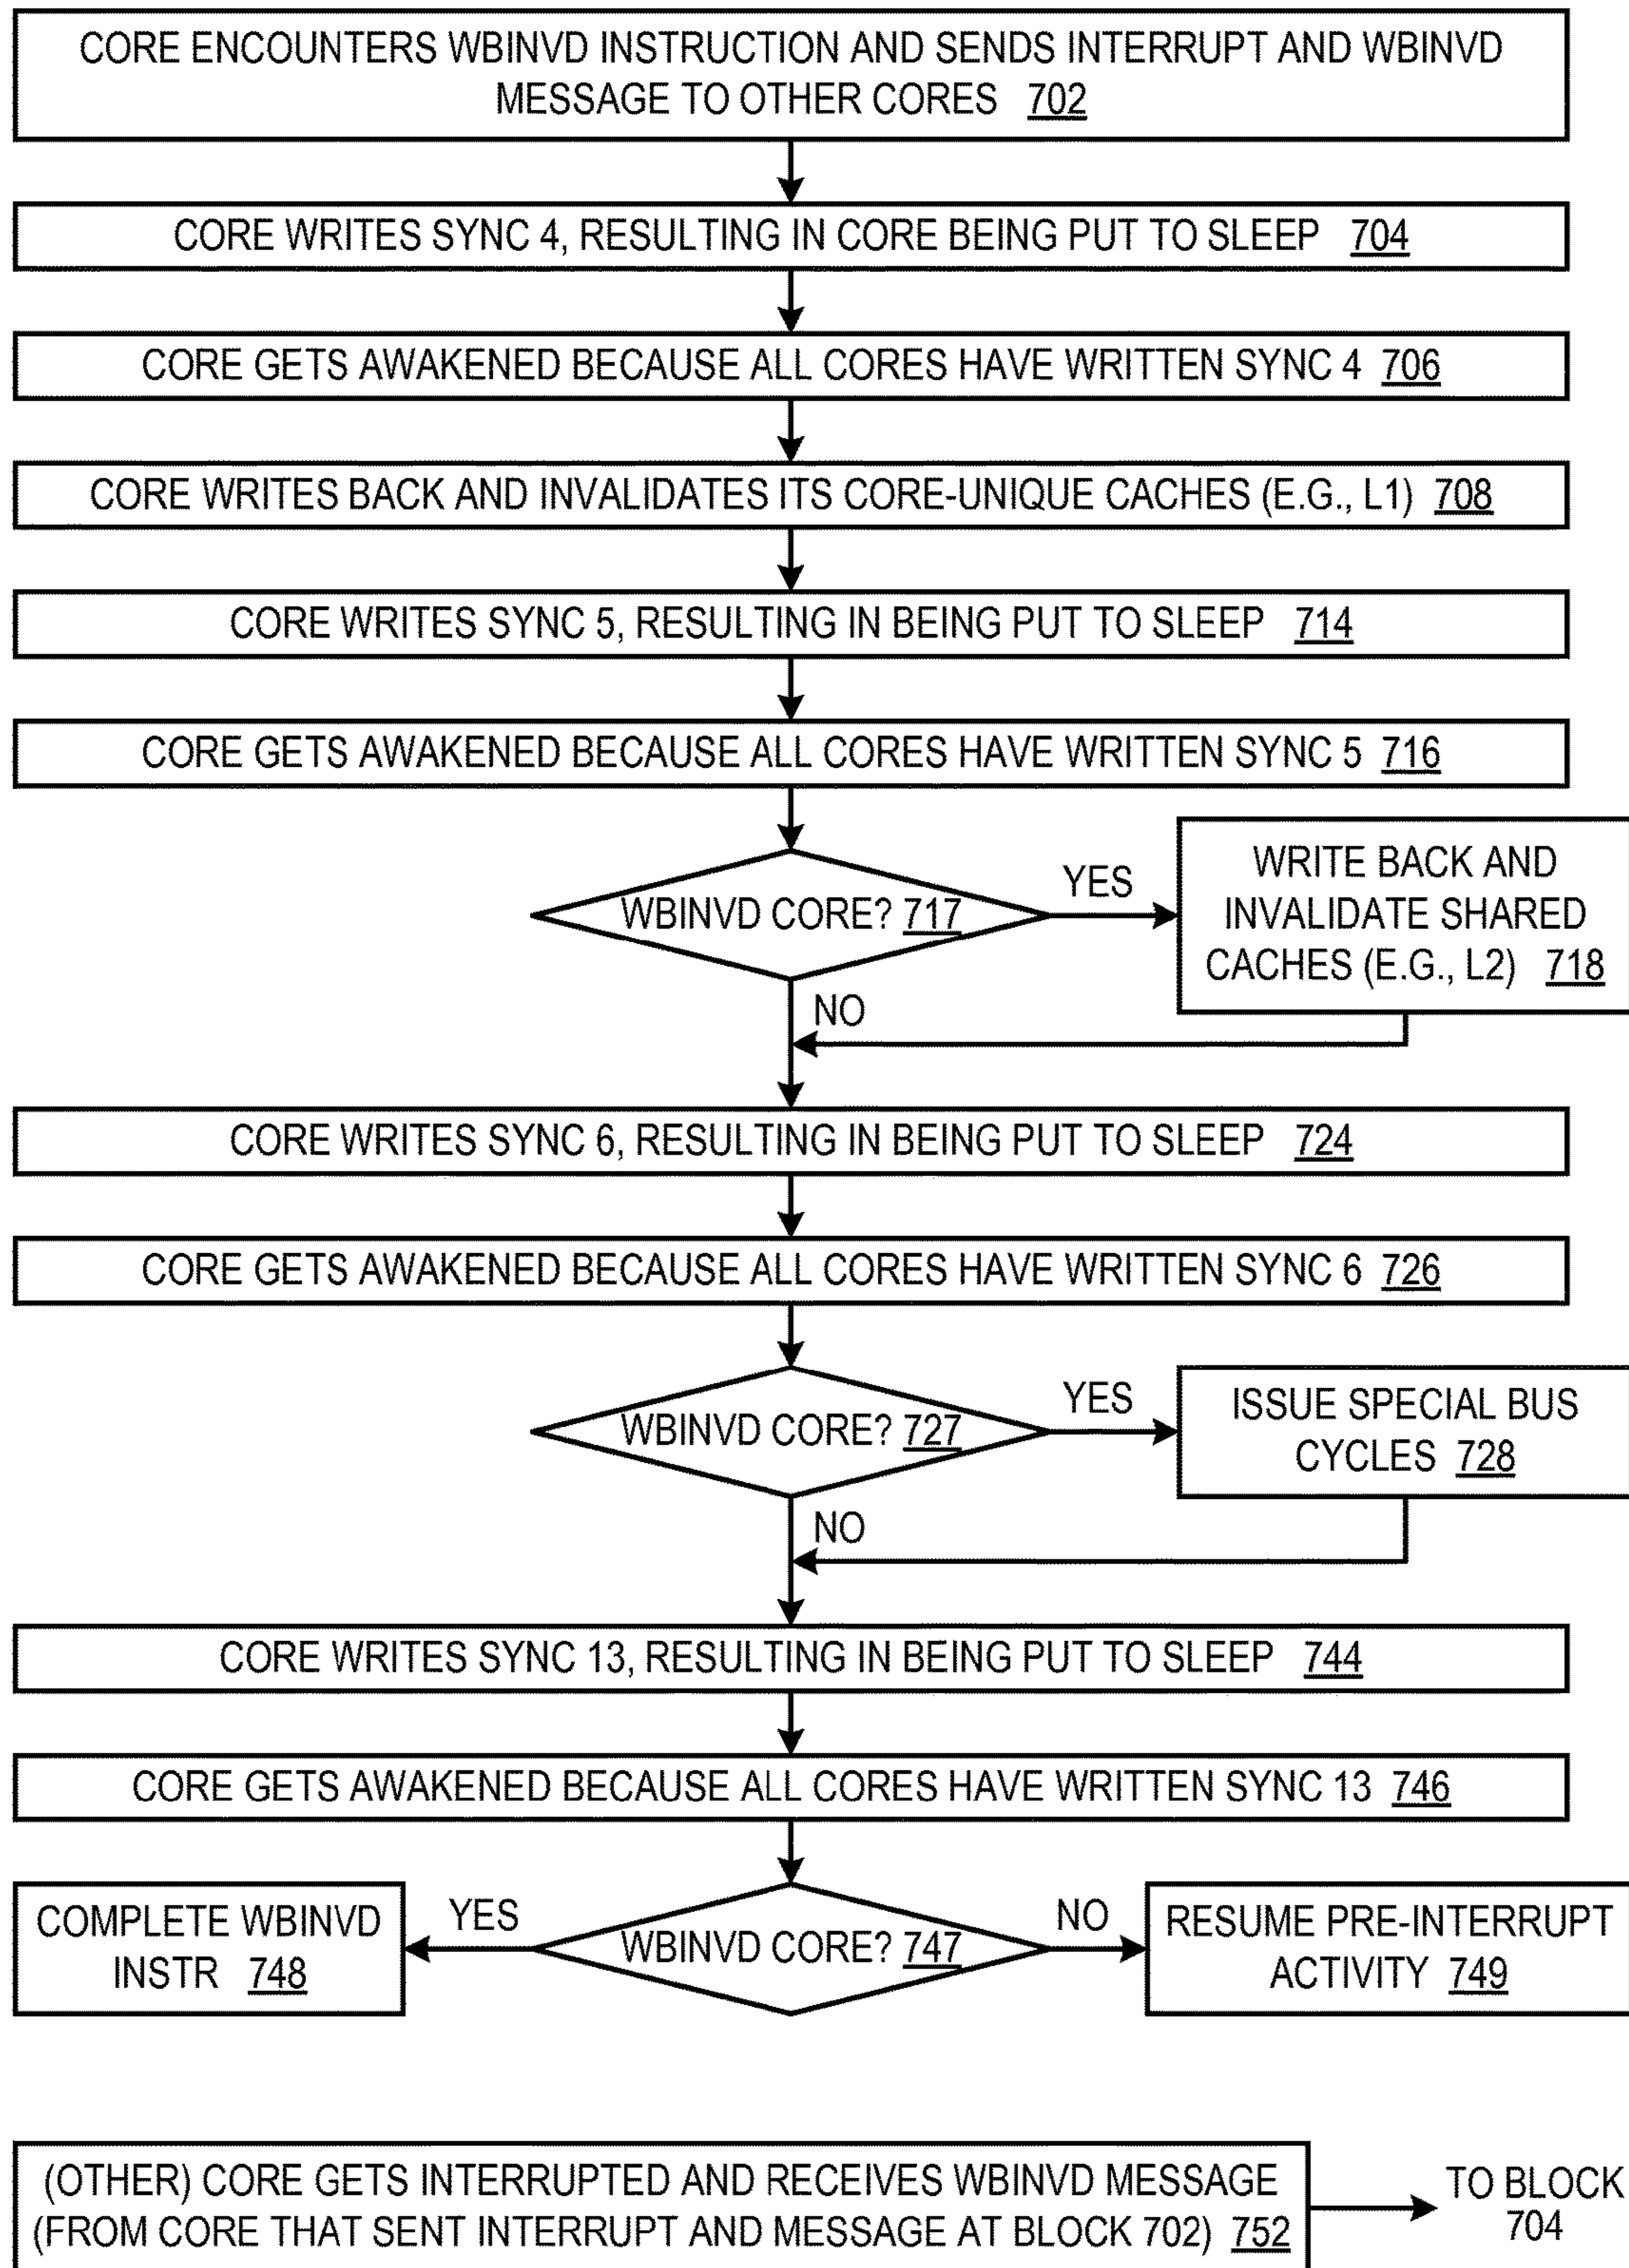 CORE ENCOUNTERS WBINVD INSTRUCTION AND SENDS INTERRUPT AND WBINVD
MESSAGE TO OTHER CORES 702
CORE WRITES SYNC 4, RESULTING IN CORE BEING PUT TO SLEEP 704
CORE GETS AWAKENED BECAUSE ALL CORES HAVE WRITTEN SYNC 4 706
CORE WRITES BACK AND INVALIDATES ITS CORE-UNIQUE CACHES (E.G., L1) 708
CORE WRITES SYNC 5, RESULTING IN BEING PUT TO SLEEP 714
CORE GETS AWAKENED BECAUSE ALL CORES HAVE WRITTEN SYNC 5 716
WBINVD CORE? 717
YES
WRITE BACK AND
INVALIDATE SHARED
CACHES (E.G., L2) 718
NO
CORE WRITES SYNC 6, RESULTING IN BEING PUT TO SLEEP 724
CORE GETS AWAKENED BECAUSE ALL CORES HAVE WRITTEN SYNC 6 726
WBINVD CORE? 727
YES
ISSUE SPECIAL BUS
CYCLES 728
NO
CORE WRITES SYNC 13, RESULTING IN BEING PUT TO SLEEP 744
CORE GETS AWAKENED BECAUSE ALL CORES HAVE WRITTEN SYNC 13 746
COMPLETE WBINVD
INSTR 748
YES
WBINVD CORE? 747
NO
RESUME PRE-INTERRUPT
ACTIVITY 749
(OTHER) CORE GETS INTERRUPTED AND RECEIVES WBINVD MESSAGE
(FROM CORE THAT SENT INTERRUPT AND MESSAGE AT BLOCK 702) 752
TO BLOCK
704